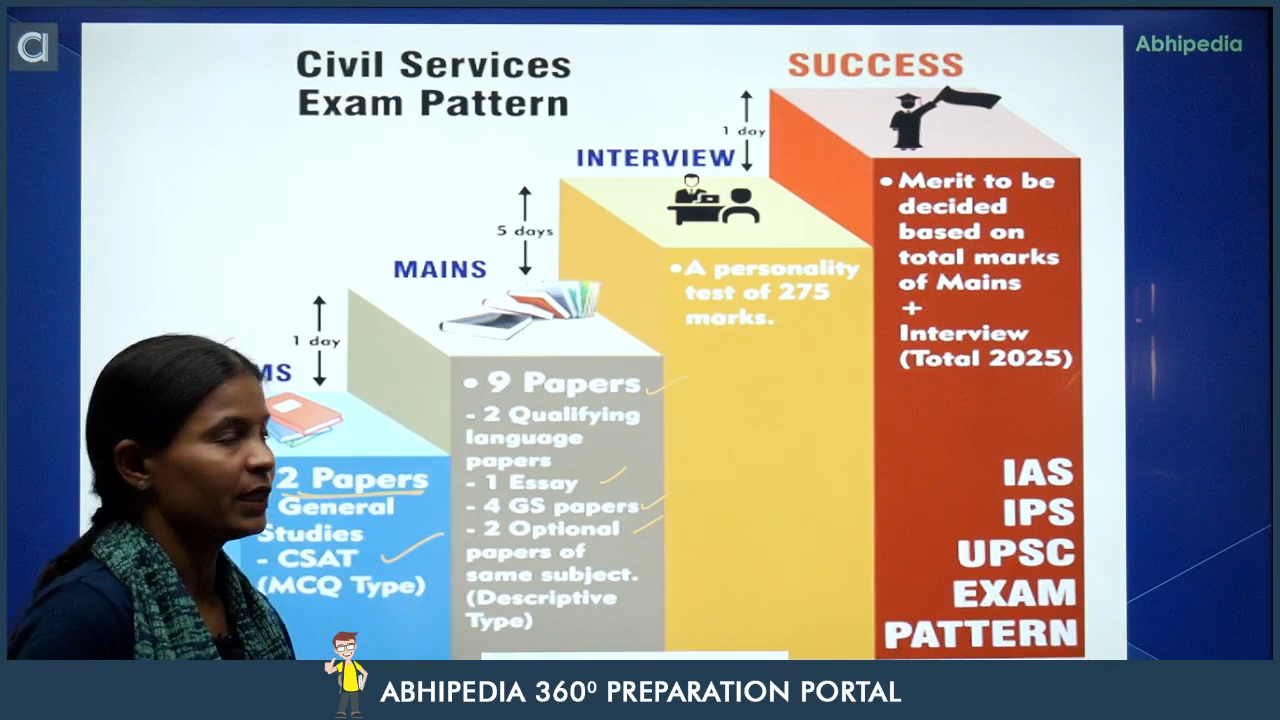 Abhipedia
Civil Services
Exam Pattern
SUCCESS
1 day
INTERVIEW
5 days
MAINS
1 day
MS
2 Papers
General
Studies
- CSAT
(MCQ Type)
• 9 Papers
- 2 Qualifying
language
papers
- 1 Essay
- 4 GS papers
- 2 Optional
papers of
same subject.
(Descriptive
Type)
• A personality
test of 275
marks.
• Merit to be
decided
based on
total marks
of Mains
+
Interview
(Total 2025)
IAS
IPS
UPSC
EXAM
PATTERN
ABHIPEDIA 360⁰ PREPARATION PORTAL